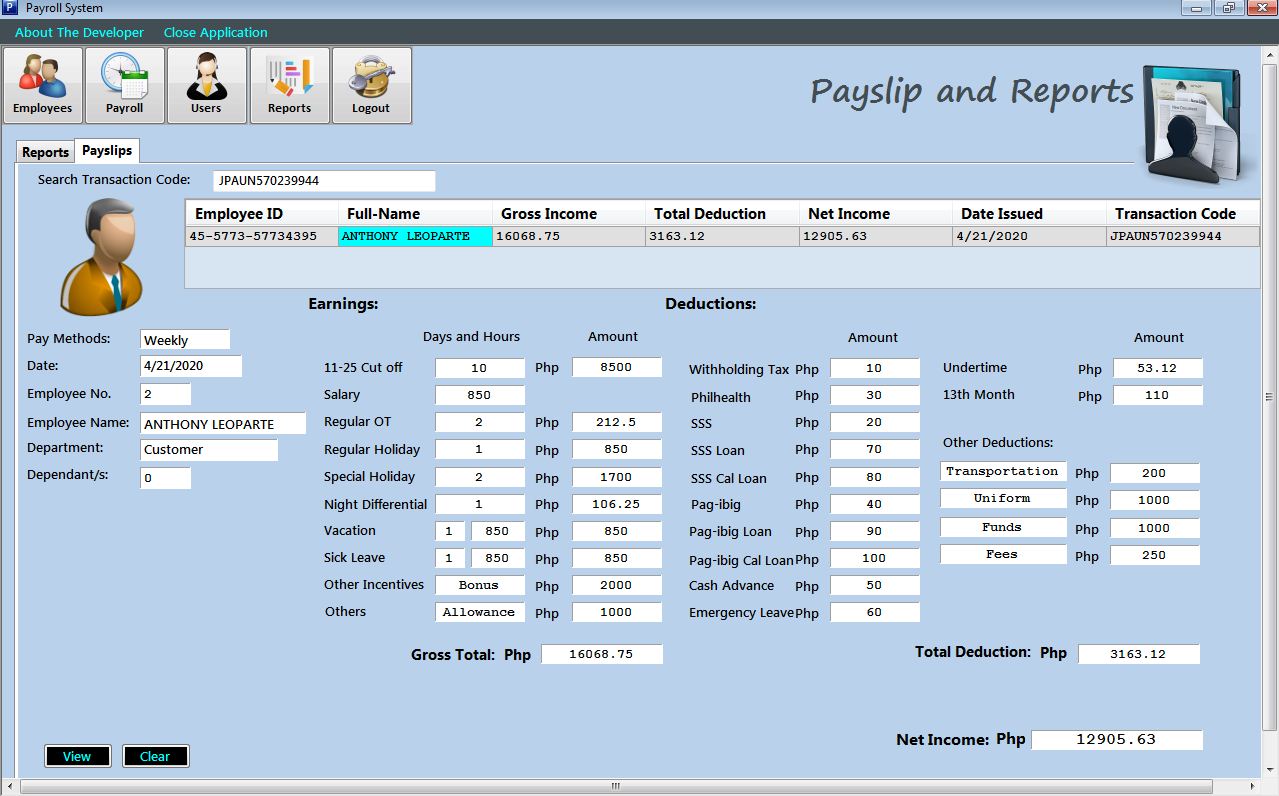 Payroll System
About The Developer Close Application
Employees Payroll Users Reports Logout
Payslip and Reports
Reports Payslips
Search Transaction Code: JPAUN570239944
Employee ID Full-Name Gross Income Total Deduction Net Income Date Issued Transaction Code
45-5773-57734395 ANTHONY LEOPARTE 16068.75 3163.12 12905.63 4/21/2020 JPAUN570239944
Earnings: Deductions:
Days and Hours Amount Amount Amount
Pay Methods: Weekly
Date: 4/21/2020
Employee No. 2
Employee Name: ANTHONY LEOPARTE
Department: Customer
Dependant/s: 0
11-25 Cut off 10 Php 8500
Salary 850
Regular OT 2 Php 212.5
Regular Holiday 1 Php 850
Special Holiday 2 Php 1700
Night Differential 1 Php 106.25
Vacation 1 850 Php 850
Sick Leave 1 850 Php 850
Other Incentives Bonus Php 2000
Others Allowance Php 1000
Gross Total: Php 16068.75
Withholding Tax Php 10
Philhealth Php 30
SSS Php 20
SSS Loan Php 70
SSS Cal Loan Php 80
Pag-ibig Php 40
Pag-ibig Loan Php 90
Pag-ibig Cal Loan Php 100
Cash Advance Php 50
Emergency Leave Php 60
Undertime Php 53.12
13th Month Php 110
Other Deductions:
Transportation Php 200
Uniform Php 1000
Funds Php 1000
Fees Php 250
Total Deduction: Php 3163.12
Net Income: Php 12905.63
View Clear